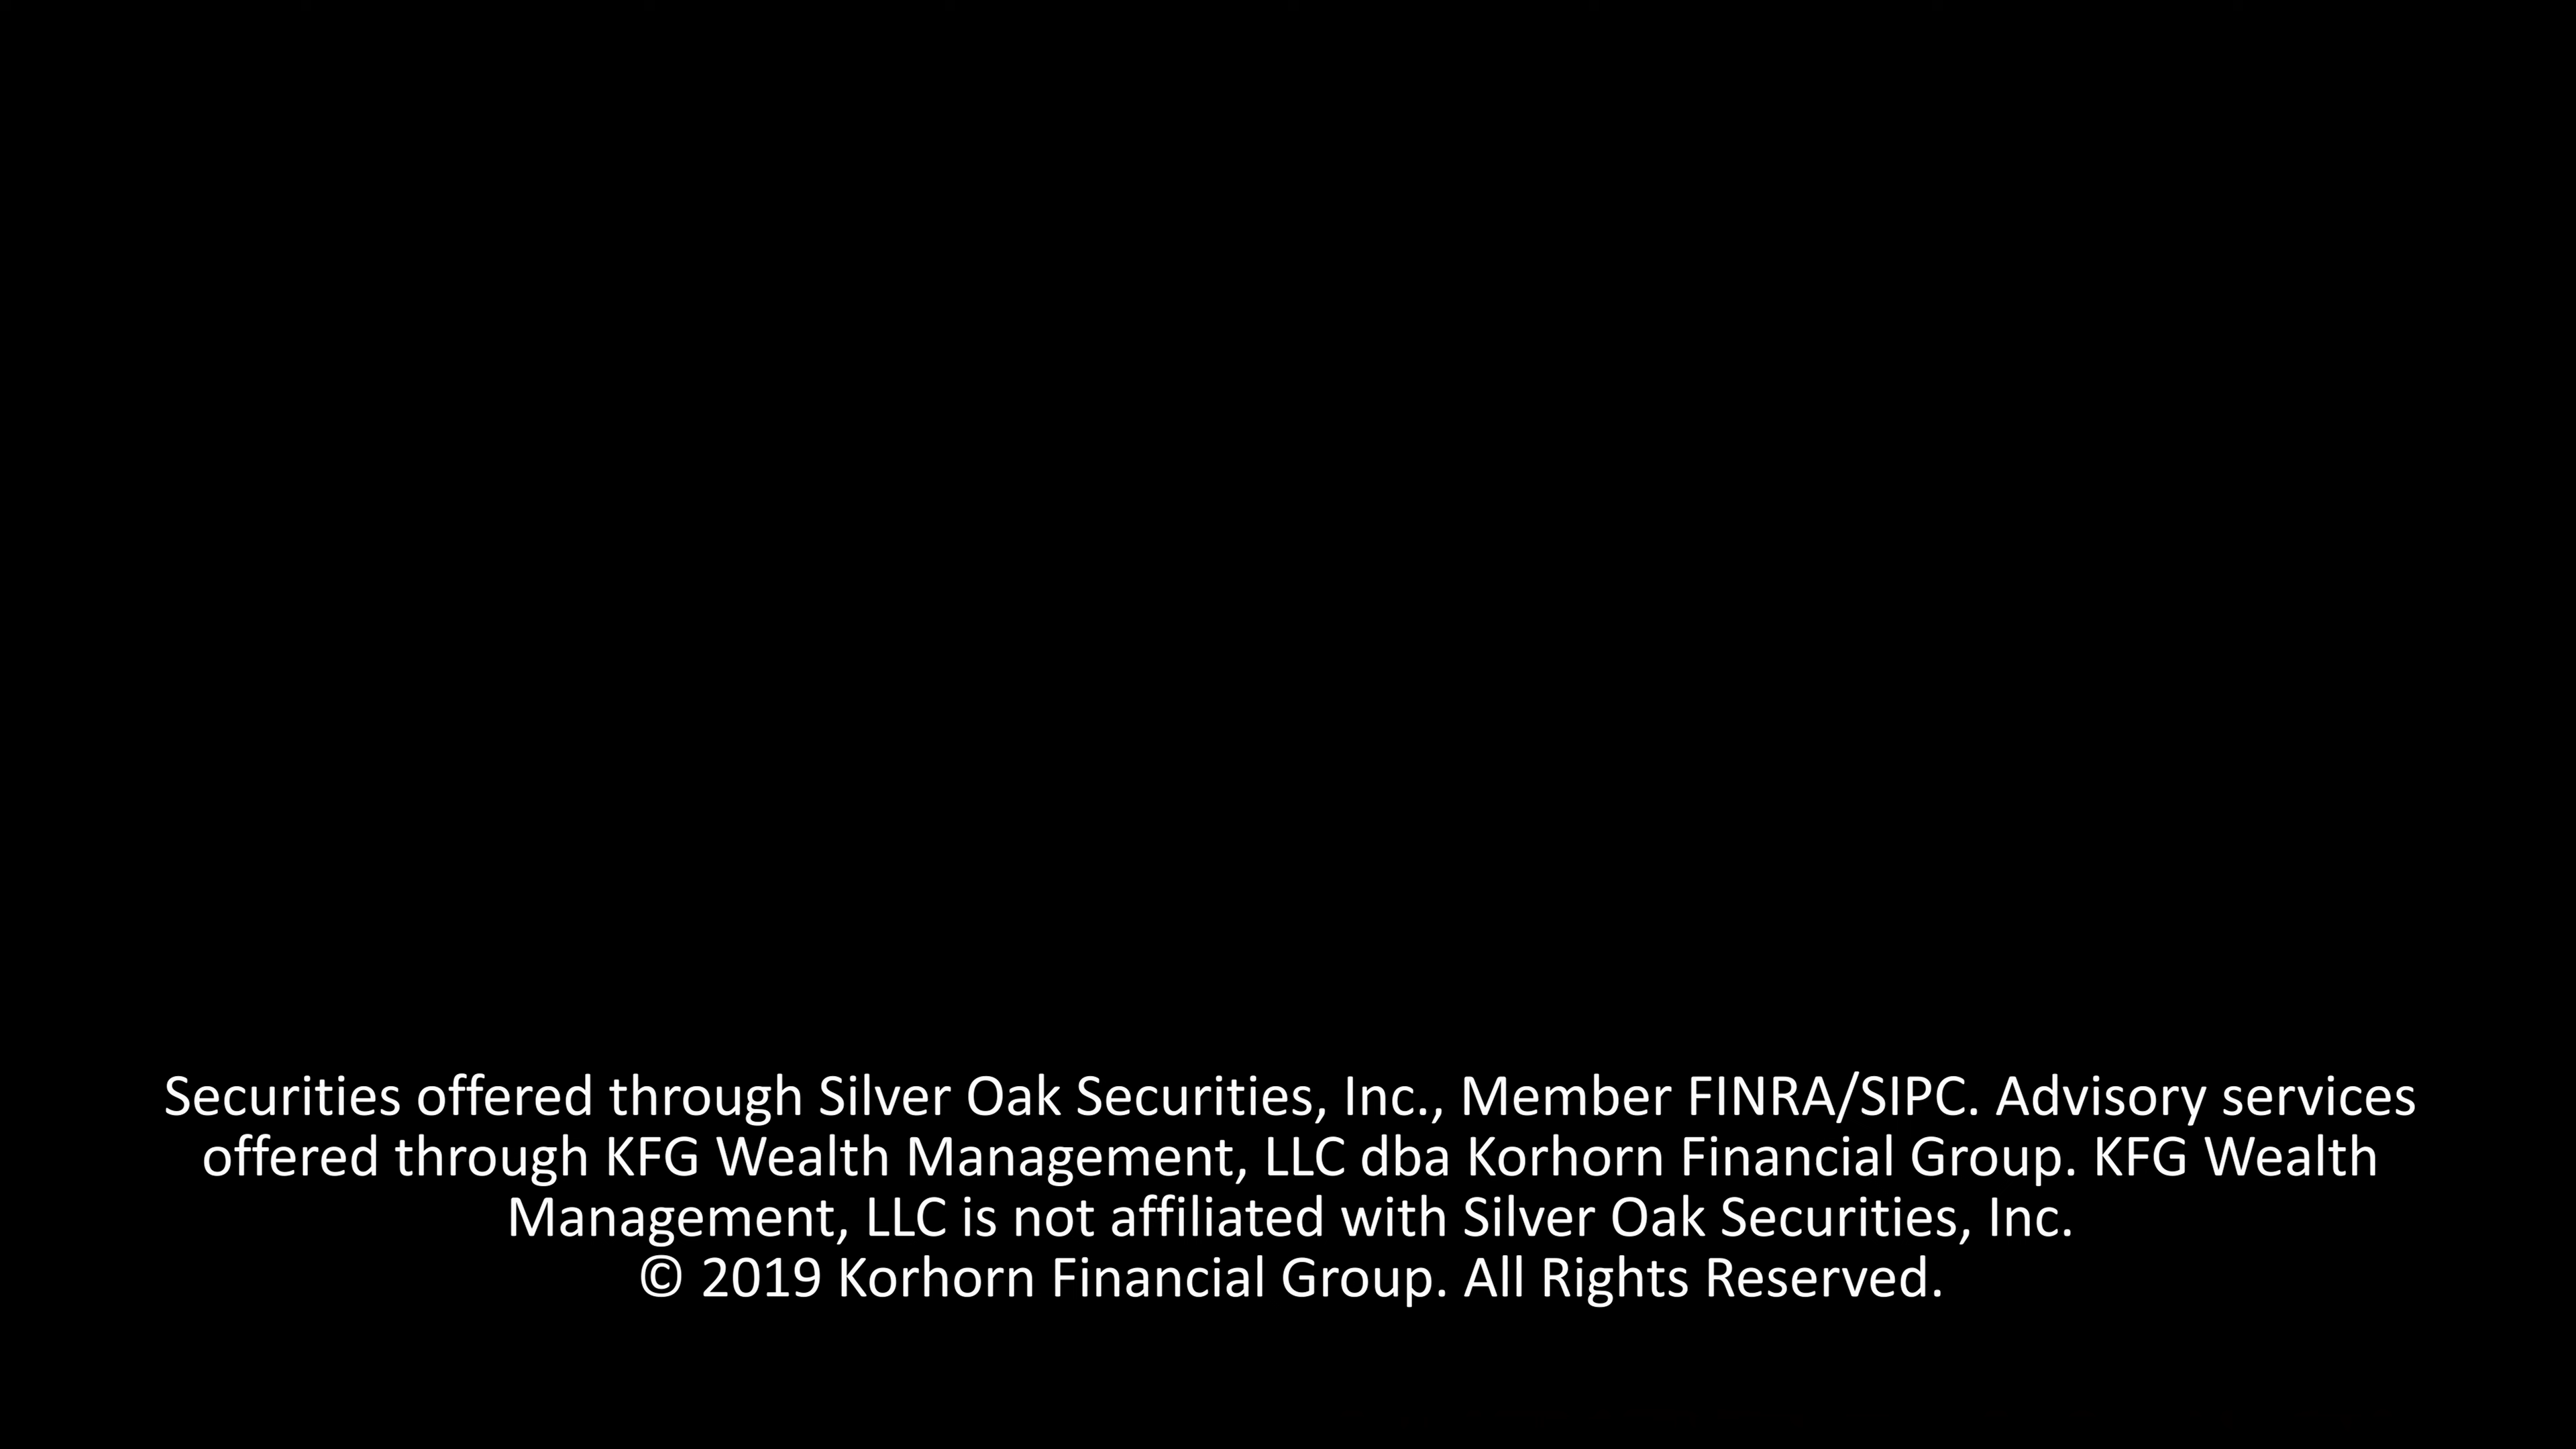 Securities offered through Silver Oak Securities, Inc., Member FINRA/SIPC. Advisory services
offered through KFG Wealth Management, LLC dba Korhorn Financial Group. KFG Wealth
Management, LLC is not affiliated with Silver Oak Securities, Inc.
© 2019 Korhorn Financial Group. All Rights Reserved.